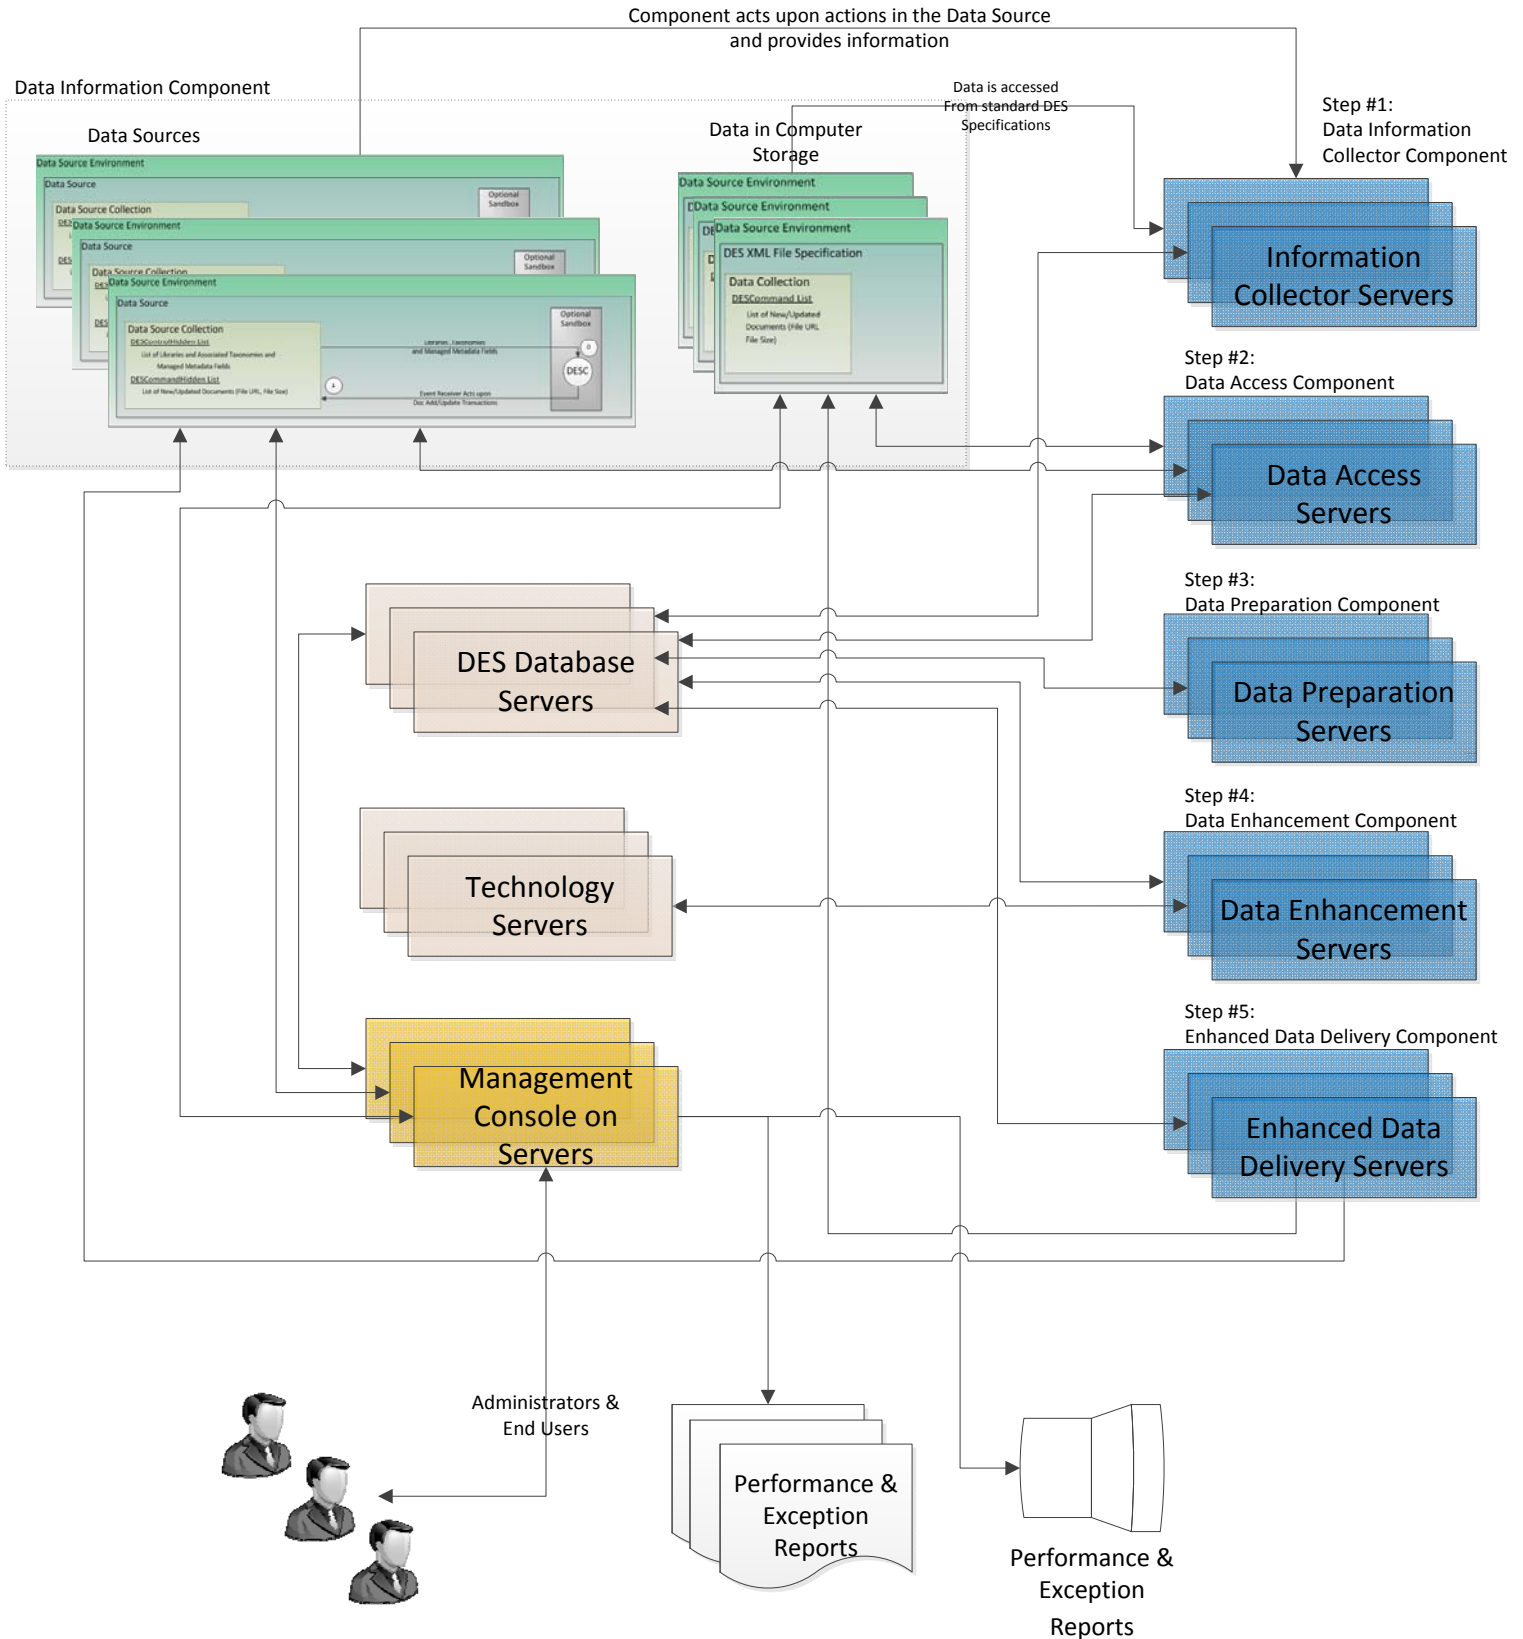 Component acts upon actions in the Data Source
and provides information
Data Information Component
Data is accessed
From standard DES
Specifications
Step #1:
Data Information
Collector Component
Data Sources
Data in Computer
Storage
Data Source Environment
Data Source
Optional
Sandbox
Data Source Collection
Data Source Environment
Data Source
Optional
Sandbox
Data Source Collection
Data Source Environment
Data Source
Optional
Sandbox
Data Source Collection
DESControlHidden List
List of Libraries and Associated Taxonomies and
Managed Metadata Fields
DESCommandHidden List
List of New/Updated Documents (File URL, File Size)
Libraries, Taxonomies
and Managed Metadata Fields
DESC
Event Receiver Acts upon
Doc Add/Update Transactions
Data Source Environment
Data Source Environment
Data Source Environment
DES XML File Specification
Data Collection
DESCommand List
List of New/Updated
Documents (File URL
File Size)
Information
Collector Servers
Step #2:
Data Access Component
Data Access
Servers
Step #3:
Data Preparation Component
DES Database
Servers
Data Preparation
Servers
Step #4:
Data Enhancement Component
Technology
Servers
Data Enhancement
Servers
Step #5:
Enhanced Data Delivery Component
Management
Console on
Servers
Enhanced Data
Delivery Servers
Administrators &
End Users
Performance &
Exception
Reports
Performance &
Exception
Reports